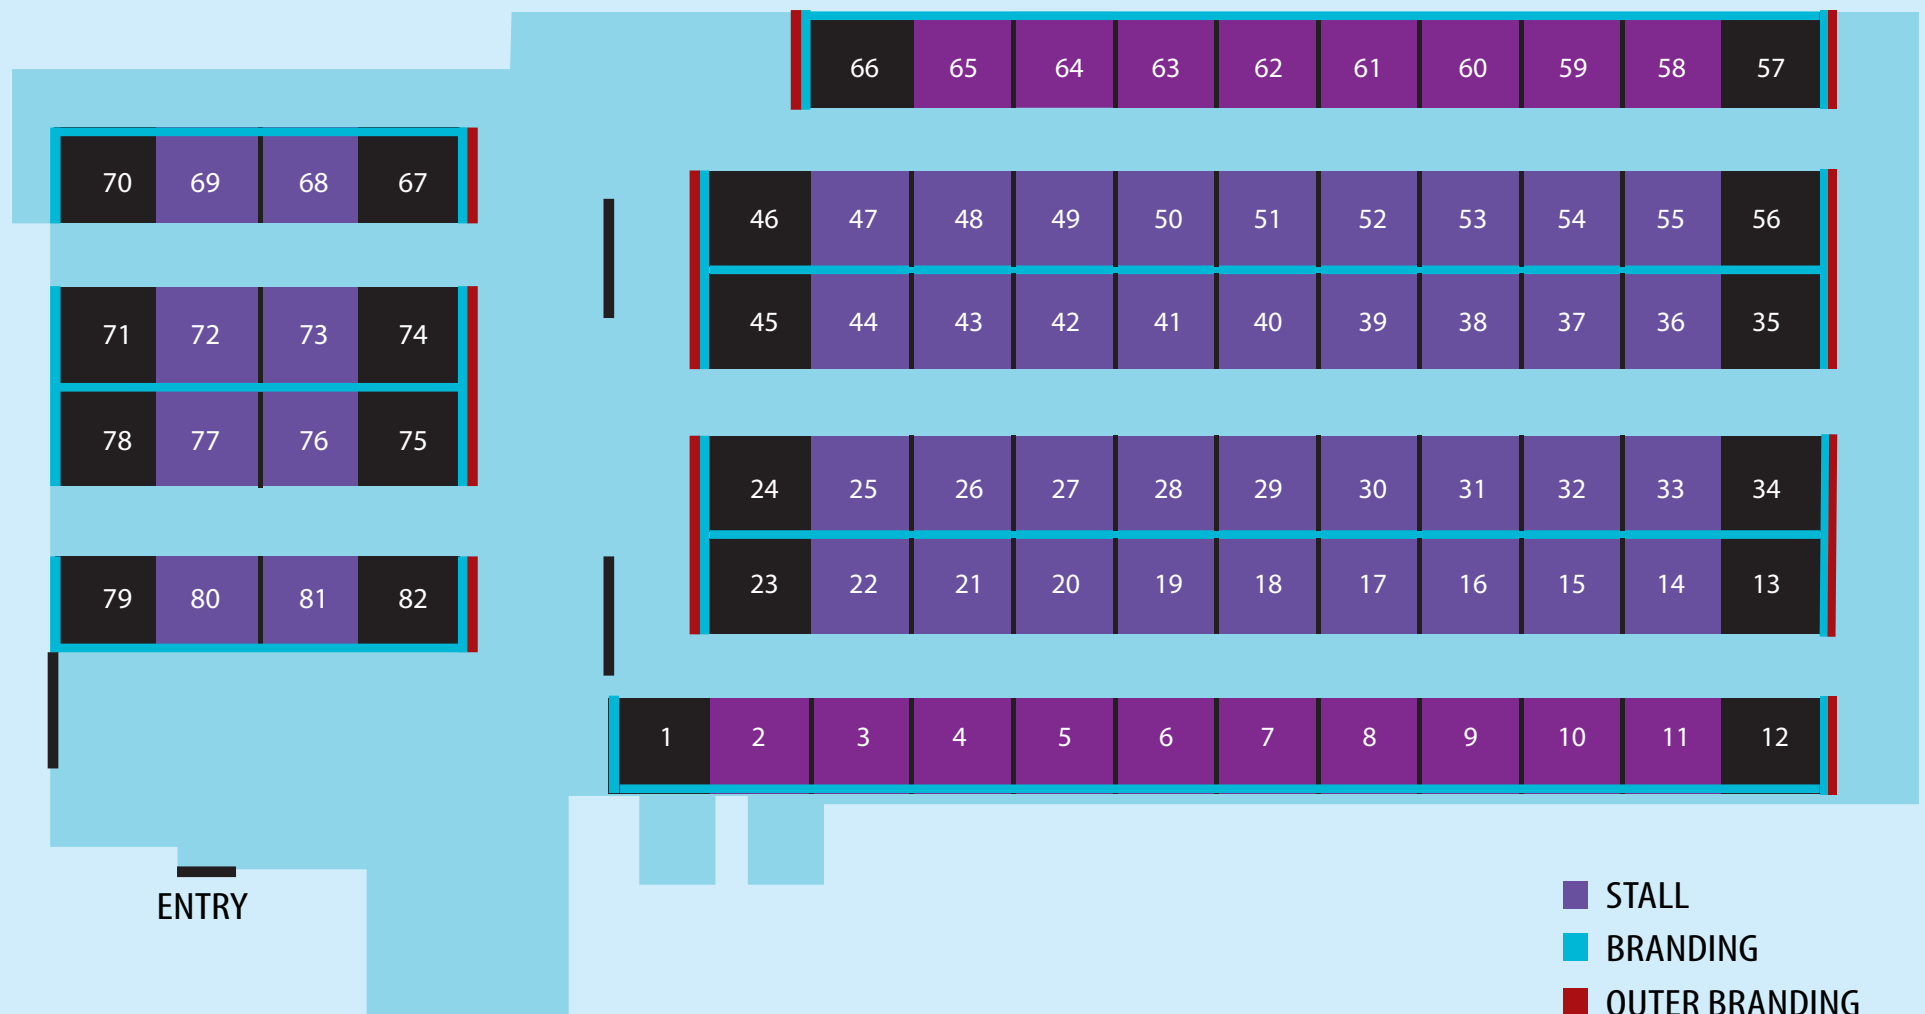 66 65 64 63 62 61 60 59 58 57
70 69 68 67
46 47 48 49 50 51 52 53 54 55 56
45 44 43 42 41 40 39 38 37 36 35
71 72 73 74
78 77 76 75
24 25 26 27 28 29 30 31 32 33 34
23 22 21 20 19 18 17 16 15 14 13
79 80 81 82
1 2 3 4 5 6 7 8 9 10 11 12
ENTRY
STALL
BRANDING
OUTER BRANDING